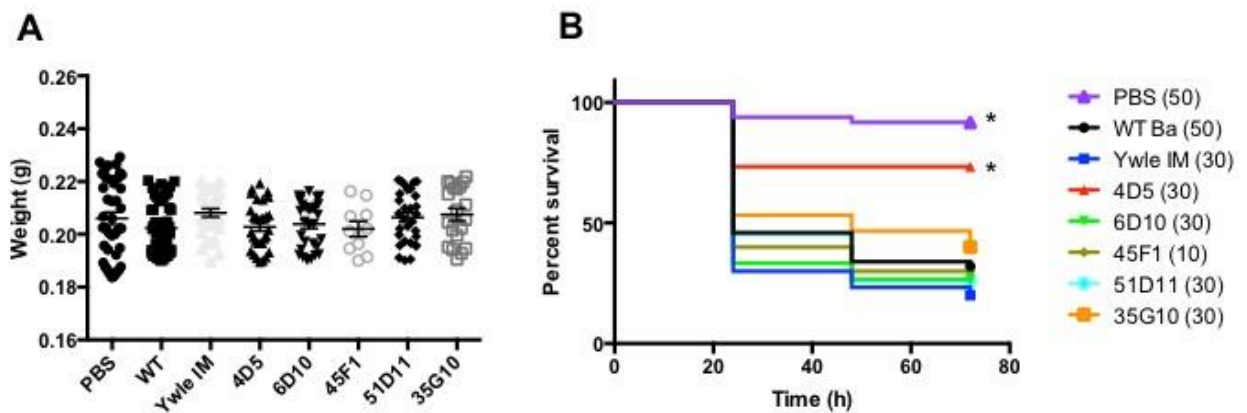 A
Weight (g)
0.26
0.24
0.22
0.20
0.18
0.16
PBS
WT
Ywle IM
4D5
6D10
45F1
51D11
35G10
B
Percent survival
100
50
0
0 20 40 60 80
Time (h)
*
*
PBS (50)
WT Ba (50)
Ywle IM (30)
4D5 (30)
6D10 (30)
45F1 (10)
51D11 (30)
35G10 (30)